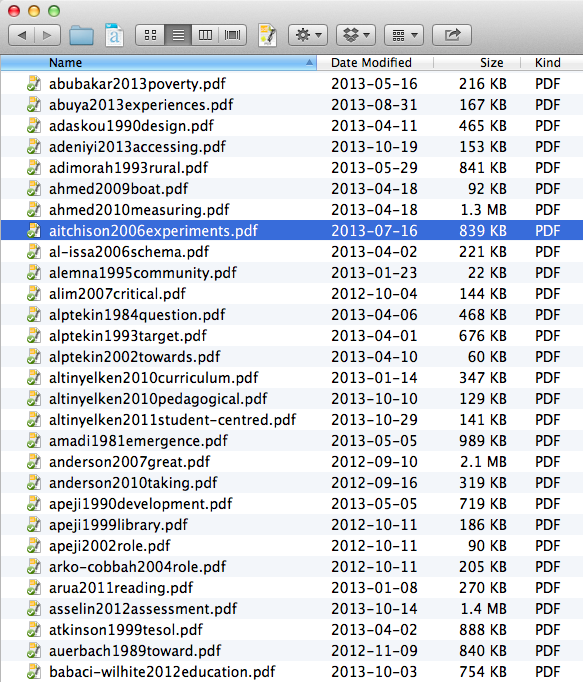 Name Date Modified Size Kind
abubakar2013poverty.pdf 2013-05-16 216 KB PDF
abuya2013experiences.pdf 2013-08-31 167 KB PDF
adaskou1990design.pdf 2013-04-11 465 KB PDF
adeniyi2013accessing.pdf 2013-10-19 153 KB PDF
adimorah1993rural.pdf 2013-05-29 841 KB PDF
ahmed2009boat.pdf 2013-04-18 92 KB PDF
ahmed2010measuring.pdf 2013-04-18 1.3 MB PDF
aitchison2006experiments.pdf 2013-07-16 839 KB PDF
al-issa2006schema.pdf 2013-04-02 221 KB PDF
alemna1995community.pdf 2013-01-23 22 KB PDF
alim2007critical.pdf 2012-10-04 144 KB PDF
alptekin1984question.pdf 2013-04-06 468 KB PDF
alptekin1993target.pdf 2013-04-01 676 KB PDF
alptekin2002towards.pdf 2013-04-10 60 KB PDF
altinyelken2010curriculum.pdf 2013-01-14 347 KB PDF
altinyelken2010pedagogical.pdf 2013-10-10 129 KB PDF
altinyelken2011student-centred.pdf 2013-10-29 141 KB PDF
amadi1981emergence.pdf 2013-05-05 989 KB PDF
anderson2007great.pdf 2012-09-10 2.1 MB PDF
anderson2010taking.pdf 2012-09-16 319 KB PDF
apeji1990development.pdf 2013-05-05 719 KB PDF
apeji1999library.pdf 2012-10-11 186 KB PDF
apeji2002role.pdf 2012-10-11 90 KB PDF
arko-cobbah2004role.pdf 2012-10-11 205 KB PDF
arua2011reading.pdf 2013-01-08 270 KB PDF
asselin2012assessment.pdf 2013-10-14 1.4 MB PDF
atkinson1999tesol.pdf 2013-04-02 888 KB PDF
auerbach1989toward.pdf 2012-11-09 840 KB PDF
babaci-wilhite2012education.pdf 2013-10-03 754 KB PDF